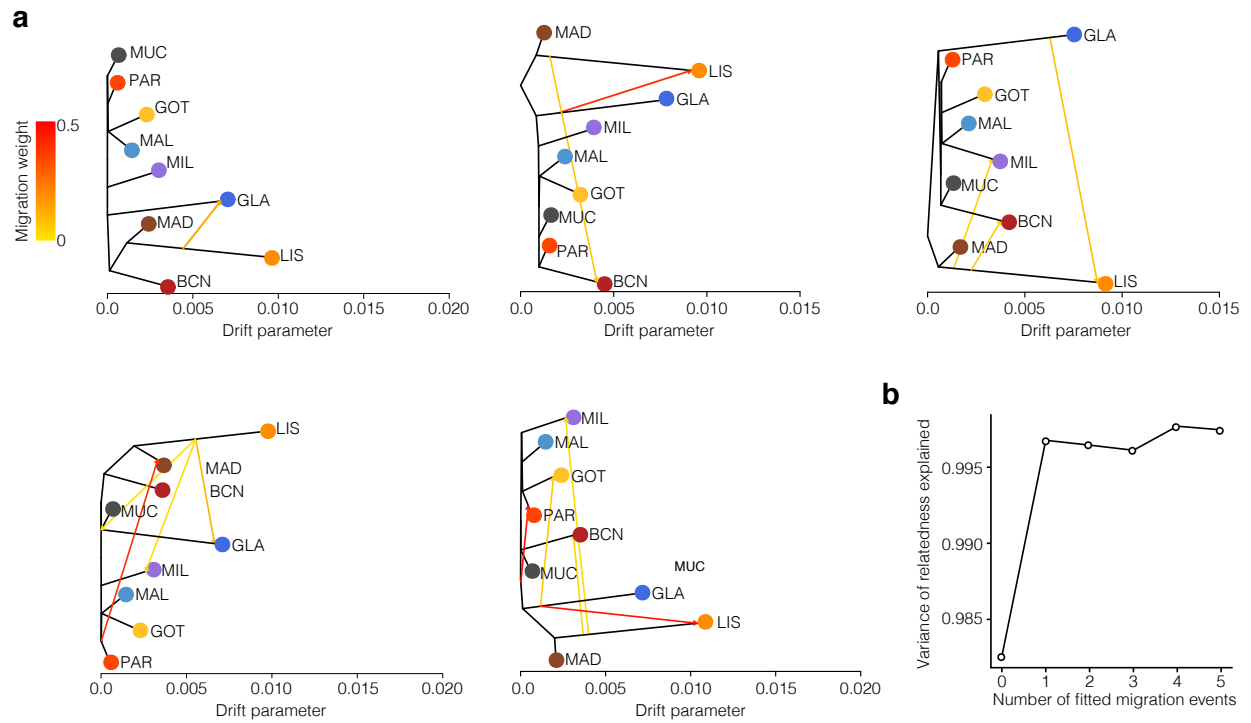 a
MUC
PAR
GOT
MAL
MIL
GLA
MAD
LIS
BCN
Migration weight
0.5
0
0.0 0.005 0.010 0.015 0.020
Drift parameter
MAD
LIS
GLA
MIL
MAL
GOT
MUC
PAR
BCN
0.0 0.005 0.010 0.015
Drift parameter
GLA
PAR
GOT
MAL
MIL
MUC
BCN
MAD
LIS
0.0 0.005 0.010 0.015
Drift parameter
LIS
MAD
BCN
MUC
GLA
MIL
MAL
GOT
PAR
0.0 0.005 0.010 0.015 0.020
Drift parameter
MIL
MAL
GOT
PAR
BCN
MUC
MUC
GLA
LIS
MAD
0.0 0.005 0.010 0.015 0.020
Drift parameter
b
Variance of relatedness explained
0.995
0.990
0.985
0 1 2 3 4 5
Number of fitted migration events